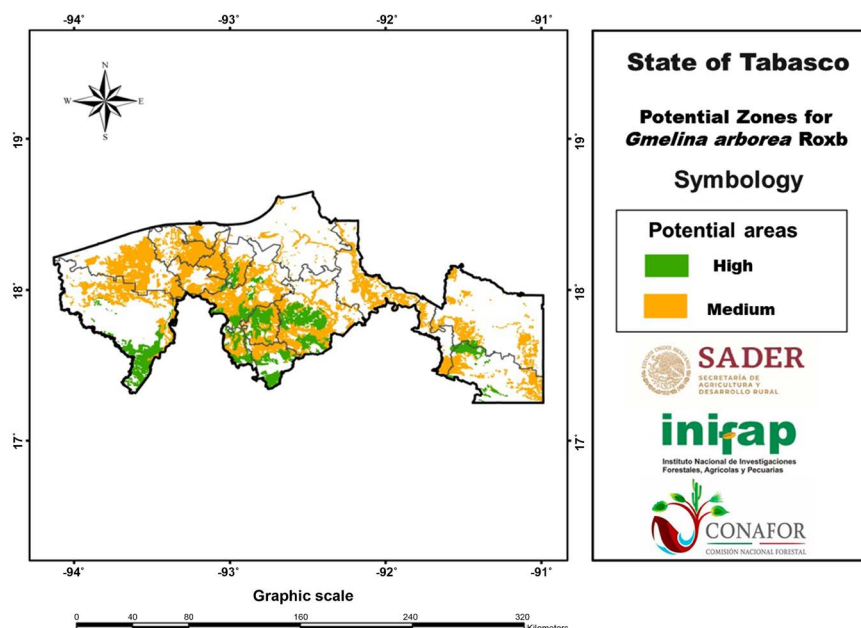 -94°
-93°
-92°
-91°
N
W
E
S
19°
19°
18°
18°
17°
17°
-94°
-93°
-92°
-91°
Graphic scale
0
40
80
160
240
320
Kilometers
State of Tabasco
Potential Zones for
Gmelina arborea Roxb
Symbology
Potential areas
High
Medium
SADER
SECRETARÍA DE
AGRICULTURA Y
DESARROLLO RURAL
inifap
Instituto Nacional de Investigaciones
Forestales, Agrícolas y Pecuarias
CONAFOR
COMISIÓN NACIONAL FORESTAL